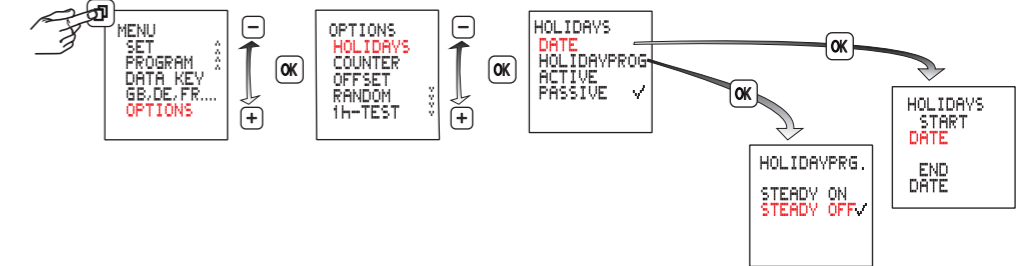 MENU
SET
PROGRAM
DATA KEY
GB,DE,FR....
OPTIONS
−
OK
+
OPTIONS
HOLIDAYS
COUNTER
OFFSET
RANDOM
1h-TEST
−
OK
+
HOLIDAYS
DATE
HOLIDAYPROG
ACTIVE
PASSIVE ✓
OK
OK
HOLIDAYPRG.
STEADY ON
STEADY OFF✓
HOLIDAYS
START
DATE
END
DATE